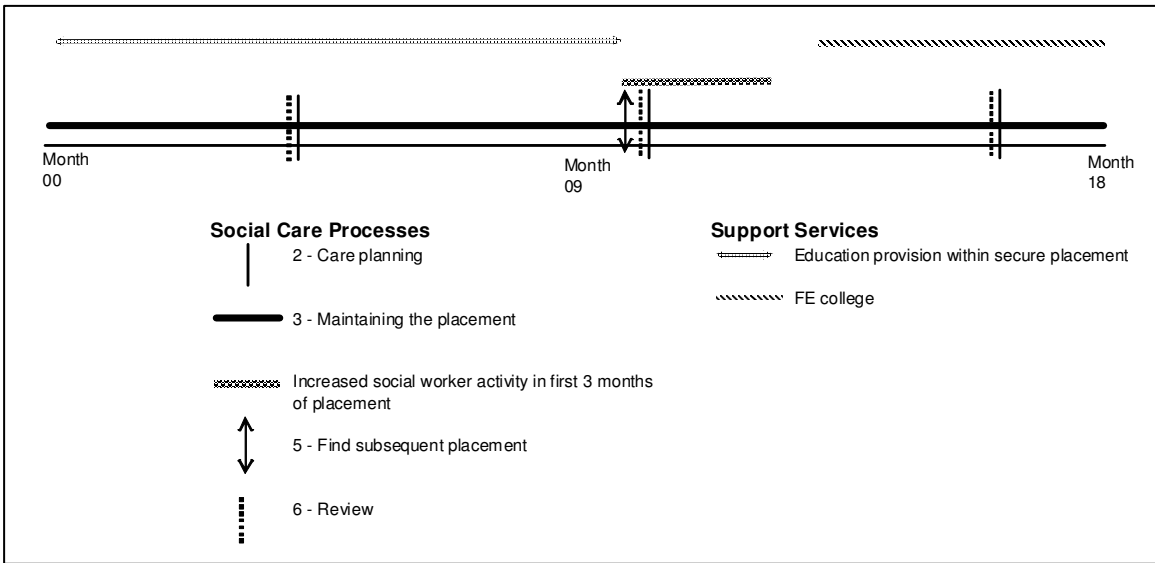 Month
00
Month
09
Month
18
Social Care Processes
2 - Care planning
3 - Maintaining the placement
Increased social worker activity in first 3 months
of placement
5 - Find subsequent placement
6 - Review
Support Services
Education provision within secure placement
FE college